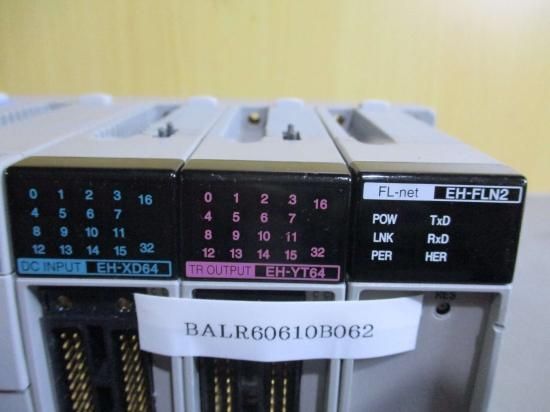 0 1 2 3 16
4 5 6 7
8 9 10 11
12 13 14 15 32
DC INPUT EH-XD64
0 1 2 3 16
4 5 6 7
8 9 10 11
12 13 14 15 32
TR OUTPUT EH-YT64
FL-net EH-FLN2
POW TxD
LNK RxD
PER HER
RES
BALR60610B062